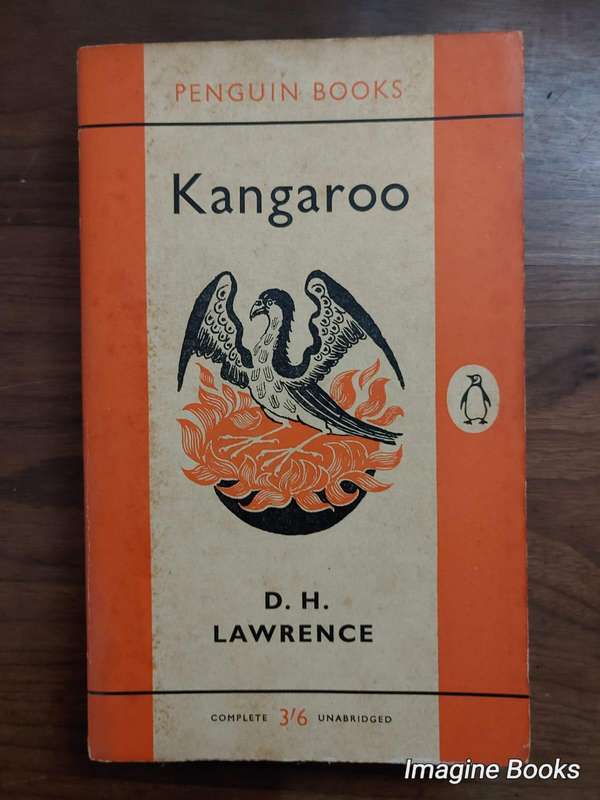 PENGUIN BOOKS
Kangaroo
D. H.
LAWRENCE
COMPLETE 3/6 UNABRIDGED
Imagine Books